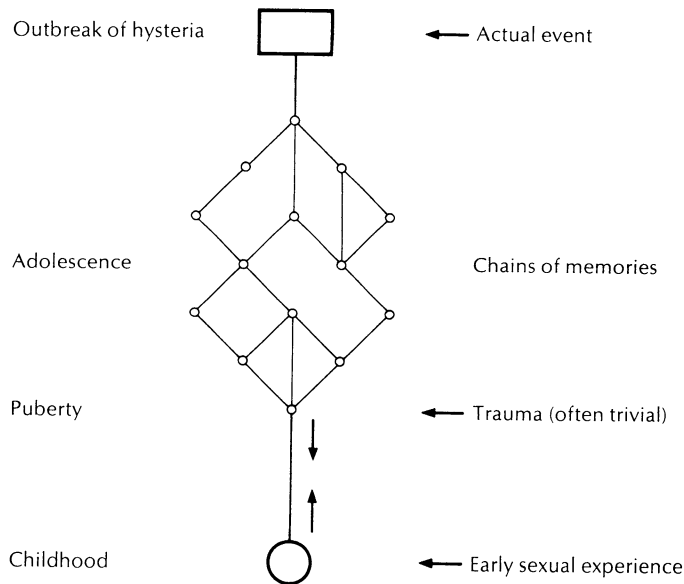 Outbreak of hysteria
Actual event
Adolescence
Chains of memories
Puberty
Trauma (often trivial)
Childhood
Early sexual experience